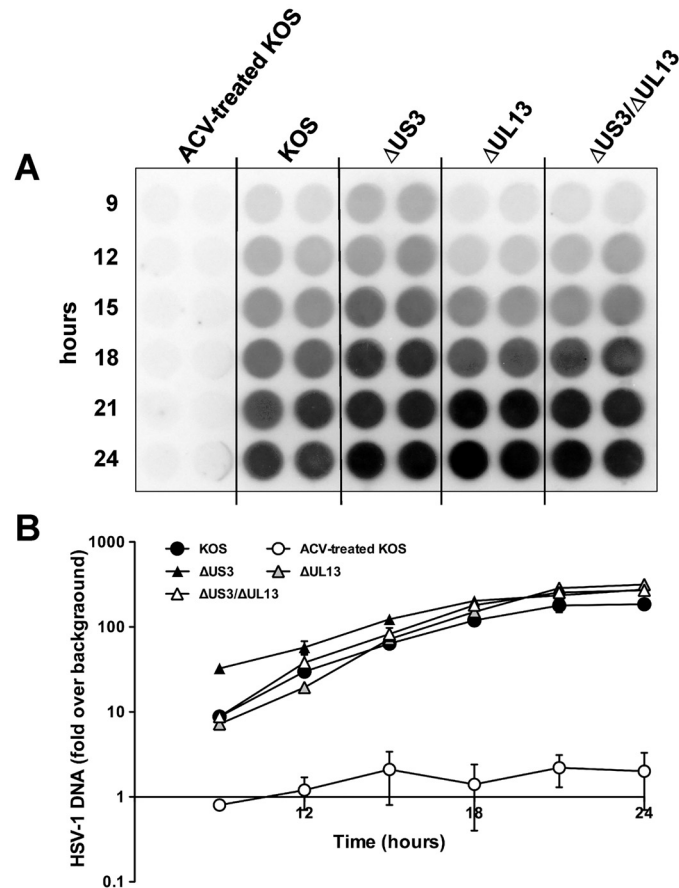 ACV-treated KOS
KOS
ΔUS3
ΔUL13
ΔUS3/ΔUL13
A
hours
9
12
15
18
21
24
B
HSV-1 DNA (fold over backgraound)
1000
100
10
1
0.1
KOS
ACV-treated KOS
ΔUS3
ΔUL13
ΔUS3/ΔUL13
12
18
24
Time (hours)